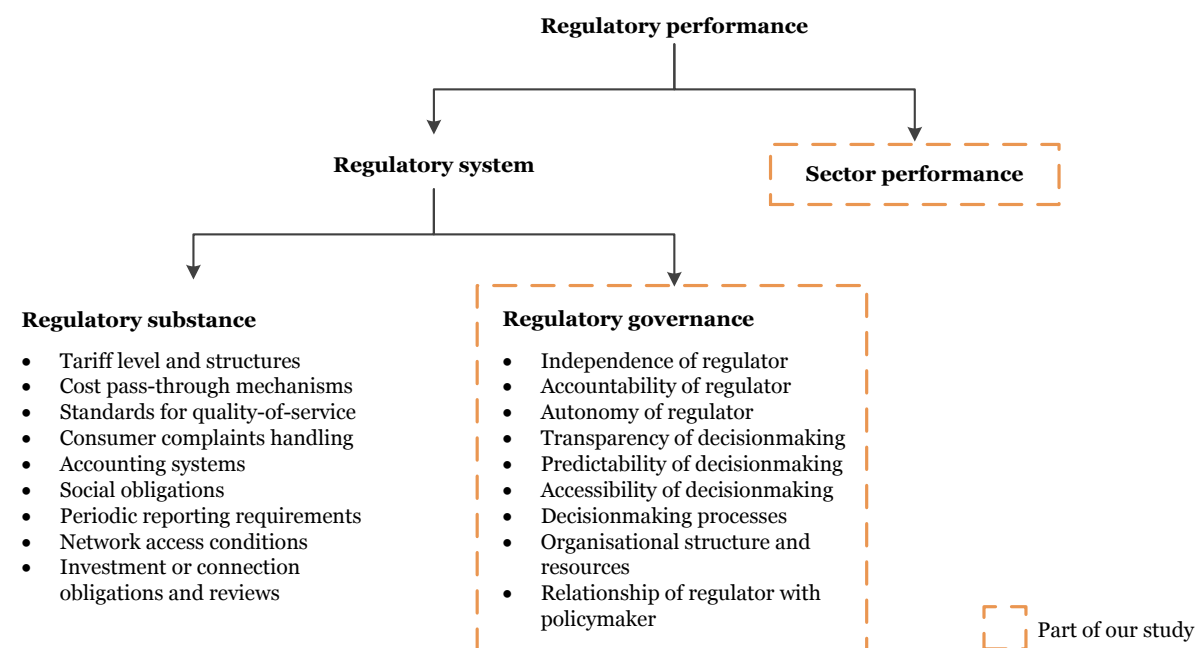 Regulatory performance
Regulatory system
Sector performance
Regulatory substance
• Tariff level and structures
• Cost pass-through mechanisms
• Standards for quality-of-service
• Consumer complaints handling
• Accounting systems
• Social obligations
• Periodic reporting requirements
• Network access conditions
• Investment or connection
obligations and reviews
Regulatory governance
• Independence of regulator
• Accountability of regulator
• Autonomy of regulator
• Transparency of decisionmaking
• Predictability of decisionmaking
• Accessibility of decisionmaking
• Decisionmaking processes
• Organisational structure and
resources
• Relationship of regulator with
policymaker
Part of our study